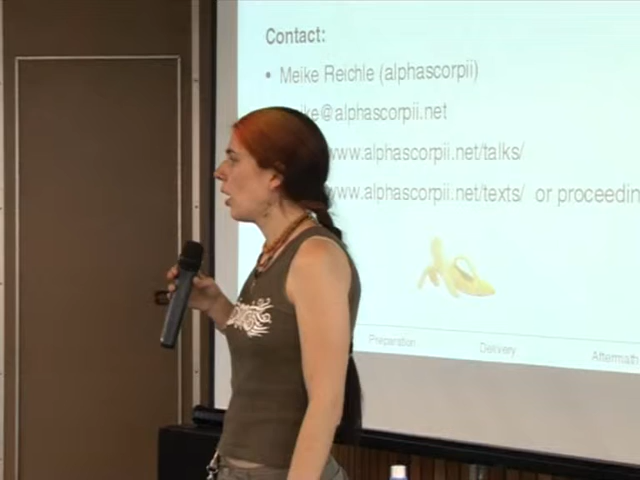 Contact:
• Meike Reichle (alphascorpii)
ike@alphascorpii.net
www.alphascorpii.net/talks/
www.alphascorpii.net/texts/ or proceedin
Preparation Delivery Aftermath